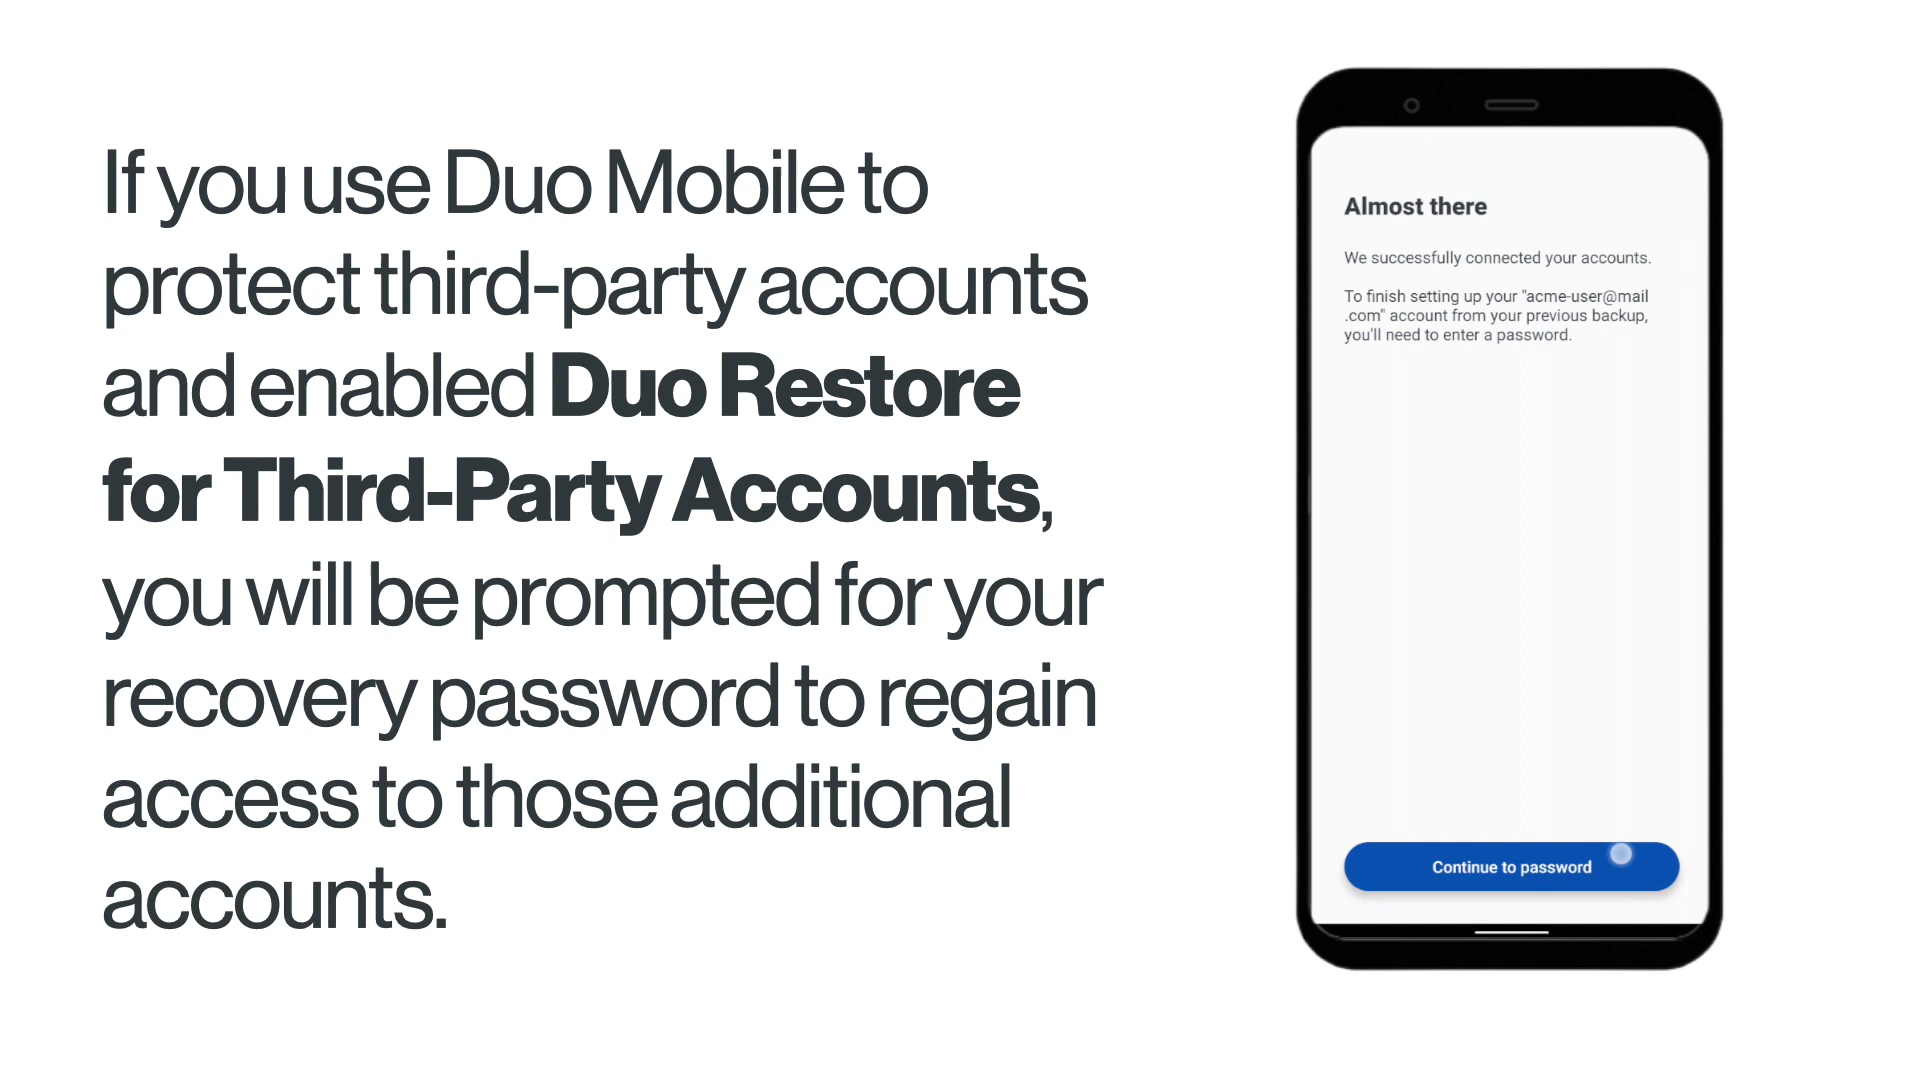 If you use Duo Mobile to
protect third-party accounts
and enabled Duo Restore
for Third-Party Accounts,
you will be prompted for your
recovery password to regain
access to those additional
accounts.
Almost there
We successfully connected your accounts.
To finish setting up your "acme-user@mail
.com" account from your previous backup,
you'll need to enter a password.
Continue to password